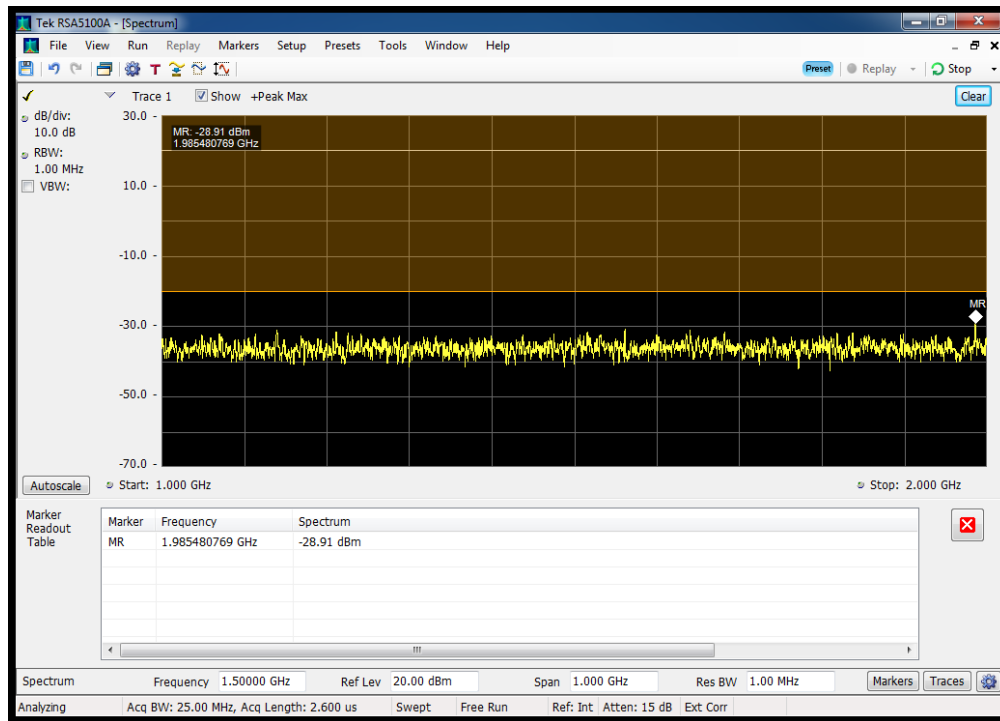 Tek RSA5100A - [Spectrum]
File View Run Replay Markers Setup Presets Tools Window Help
T Preset Replay Stop
Trace 1 Show +Peak Max Clear
dB/div:
10.0 dB
RBW:
1.00 MHz
VBW:
30.0
MR: -28.91 dBm
1.985480769 GHz
10.0
-10.0
MR
-30.0
-50.0
-70.0
Autoscale Start: 1.000 GHz Stop: 2.000 GHz
Marker
Readout
Table
Marker Frequency Spectrum
MR 1.985480769 GHz -28.91 dBm
Spectrum Frequency 1.50000 GHz Ref Lev 20.00 dBm Span 1.000 GHz Res BW 1.00 MHz Markers Traces
Analyzing Acq BW: 25.00 MHz, Acq Length: 2.600 us Swept Free Run Ref: Int Atten: 15 dB Ext Corr